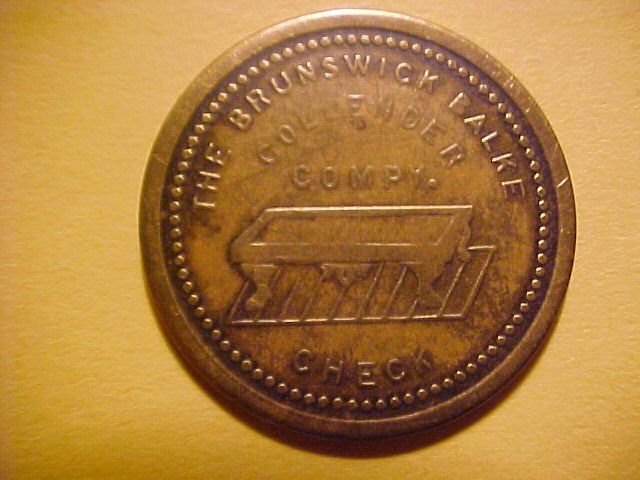 THE BRUNSWICK BALKE
COLLENDER
COMPY.
CHECK